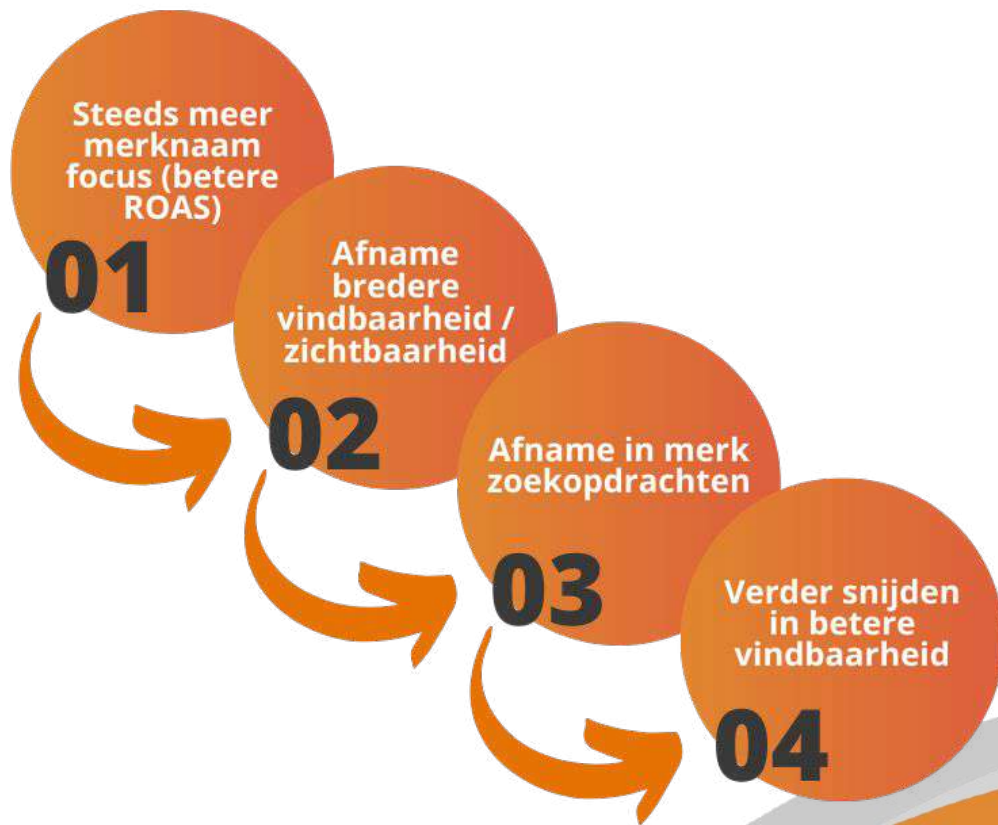 Steeds meer
merknaam
focus (betere
ROAS)
01
Afname
bredere
vindbaarheid /
zichtbaarheid
02
Afname in merk
zoekopdrachten
03
Verder snijden
in betere
vindbaarheid
04